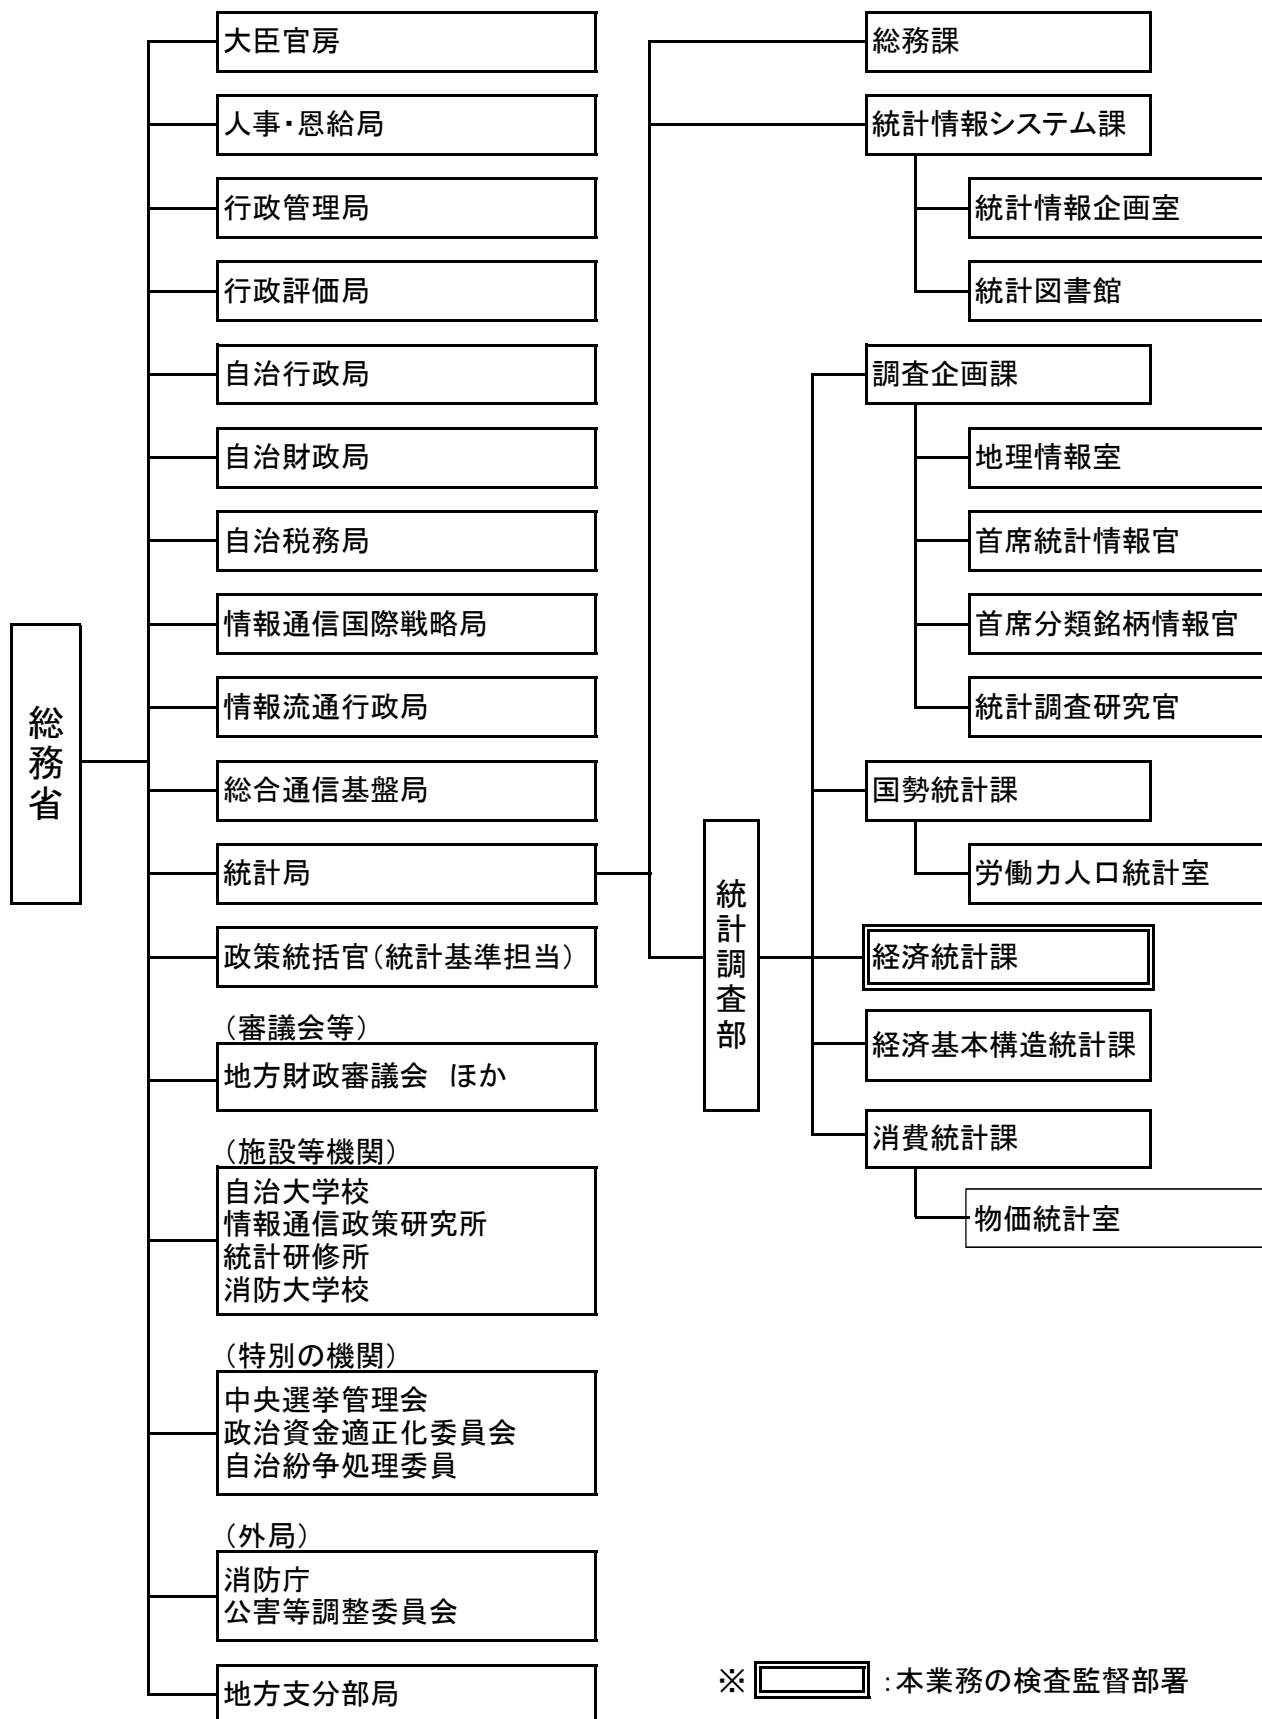 総務省
大臣官房
人事・恩給局
行政管理局
行政評価局
自治行政局
自治財政局
自治税務局
情報通信国際戦略局
情報流通行政局
総合通信基盤局
統計局
政策統括官（統計基準担当）
（審議会等）
地方財政審議会　ほか
（施設等機関）
自治大学校
情報通信政策研究所
統計研修所
消防大学校
（特別の機関）
中央選挙管理会
政治資金適正化委員会
自治紛争処理委員
（外局）
消防庁
公害等調整委員会
地方支分部局
総務課
統計情報システム課
統計情報企画室
統計図書館
統計調査部
調査企画課
地理情報室
首席統計情報官
首席分類銘柄情報官
統計調査研究官
国勢統計課
労働力人口統計室
経済統計課
経済基本構造統計課
消費統計課
物価統計室
※　：本業務の検査監督部署